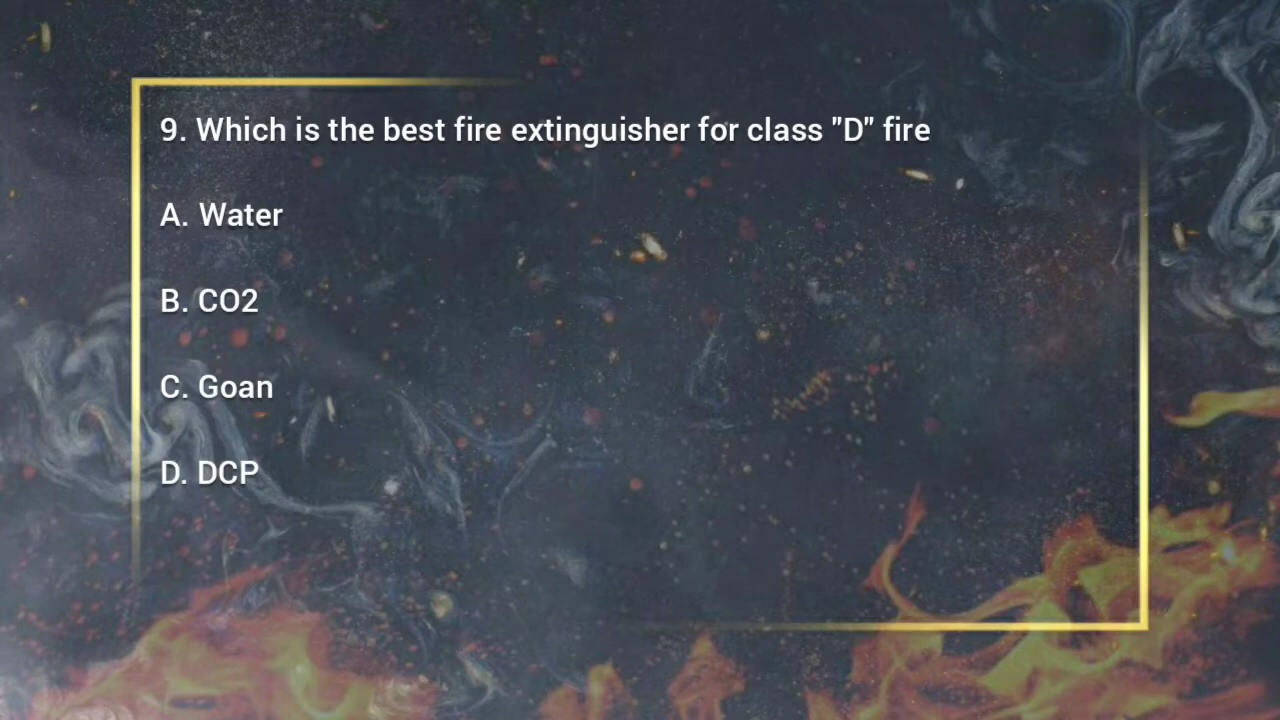 9. Which is the best fire extinguisher for class "D" fire
A. Water
B. CO2
C. Goan
D. DCP